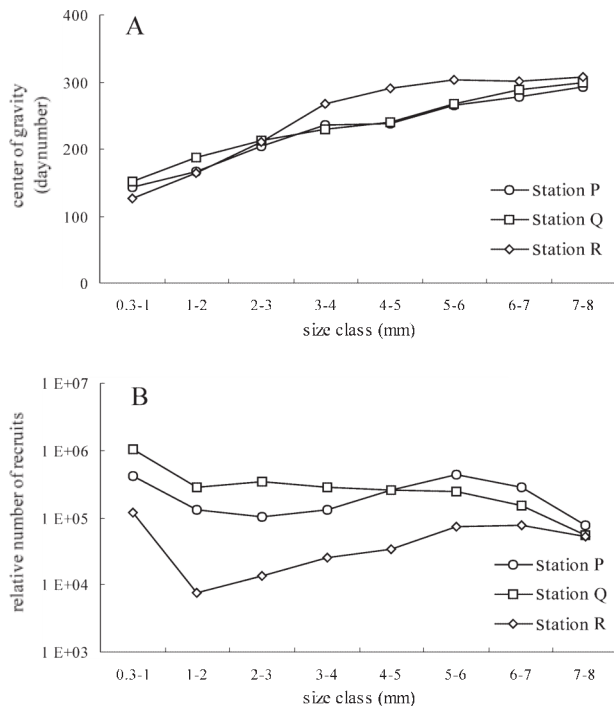 A
400
300
200
100
0
center of gravity
(daynumber)
Station P
Station Q
Station R
0.3-1 1-2 2-3 3-4 4-5 5-6 6-7 7-8
size class (mm)
B
1 E+07
1 E+06
1 E+05
1 E+04
1 E+03
relative number of recruits
Station P
Station Q
Station R
0.3-1 1-2 2-3 3-4 4-5 5-6 6-7 7-8
size class (mm)